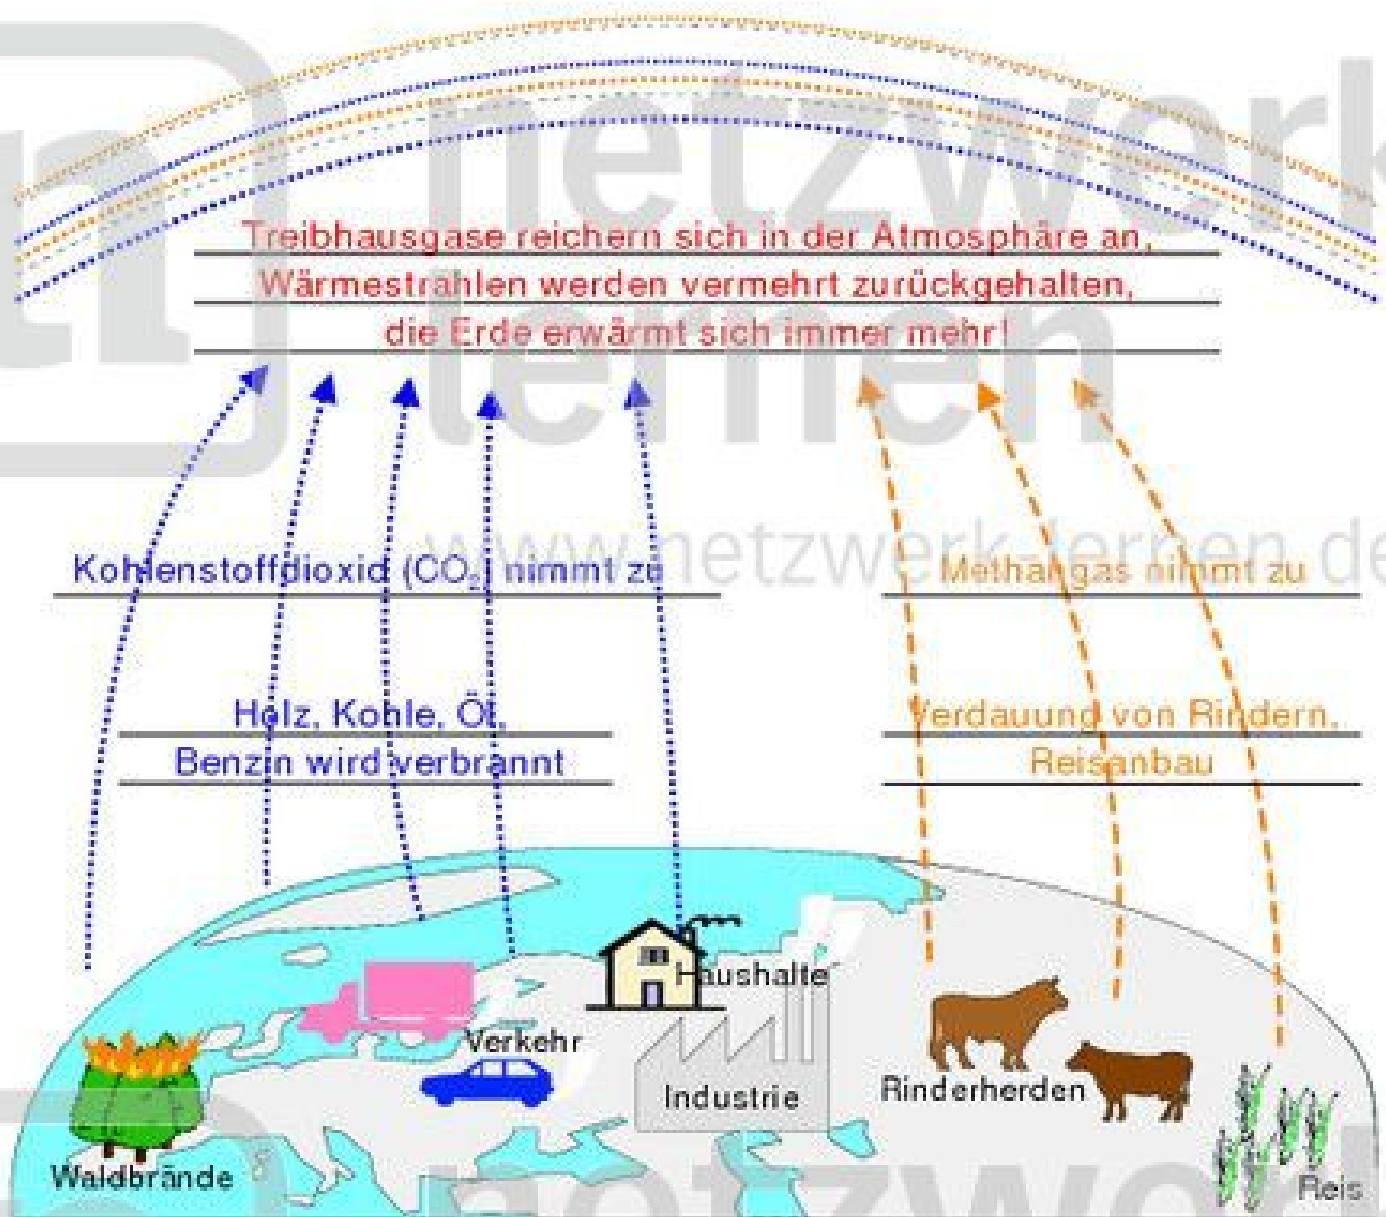 netzwerk
lernen
Treibhausgase reichern sich in der Atmosphäre an,
Wärmestrahlen werden vermehrt zurückgehalten,
die Erde erwärmt sich immer mehr!
www.netzwerk-lernen.de
Kohlenstoffdioxid (CO₂) nimmt zu
Methangas nimmt zu
Holz, Kohle, Öl,
Benzin wird verbrannt
Verdauung von Rindern,
Reisanbau
Haushalte
Verkehr
Industrie
Rinderherden
Waldbrände
Reis
netzwerk